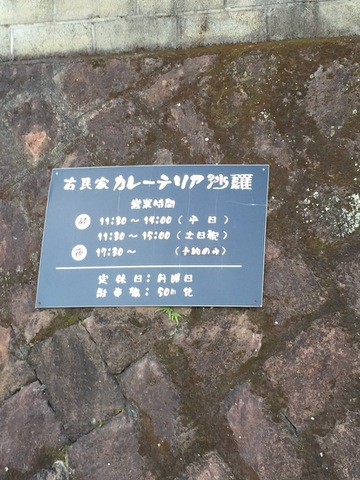 古民家 カレーテリア 沙羅
営業時間
昼 11:30～14:00 (平 日)
11:30～15:00 (土日祝)
夜 17:30～ (予約のみ)
定休日：月曜日
駐車場：50m先